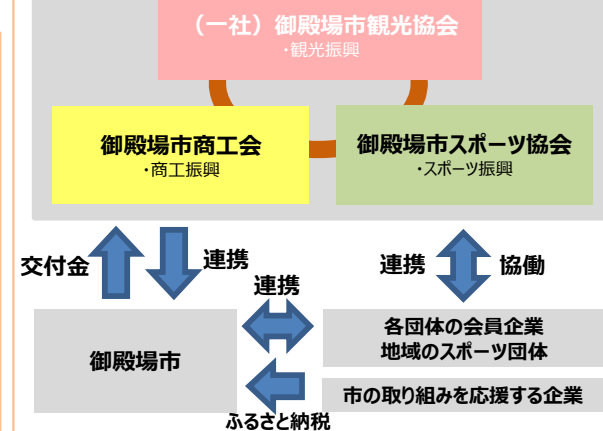 （一社）御殿場市観光協会
・観光振興
御殿場市商工会
・商工振興
御殿場市スポーツ協会
・スポーツ振興
交付金
連携
連携
連携
協働
御殿場市
各団体の会員企業
地域のスポーツ団体
市の取り組みを応援する企業
ふるさと納税